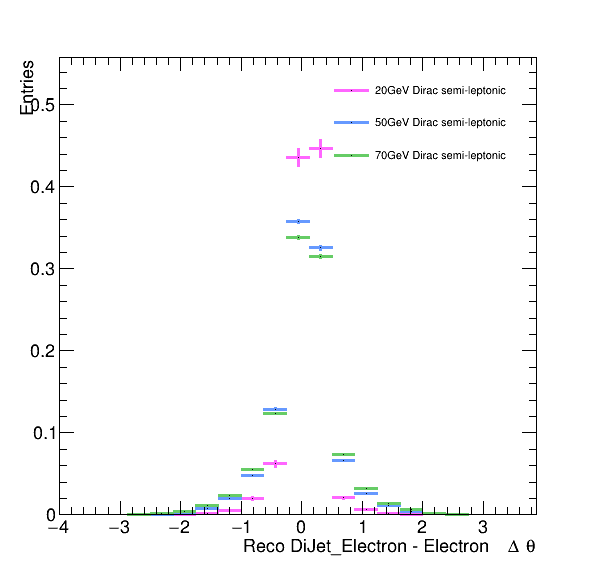 Entries
20GeV Dirac semi-leptonic
50GeV Dirac semi-leptonic
70GeV Dirac semi-leptonic
0.5
0.4
0.3
0.2
0.1
0
−4 −3 −2 −1 0 1 2 3
Reco DiJet_Electron - Electron Δ θ